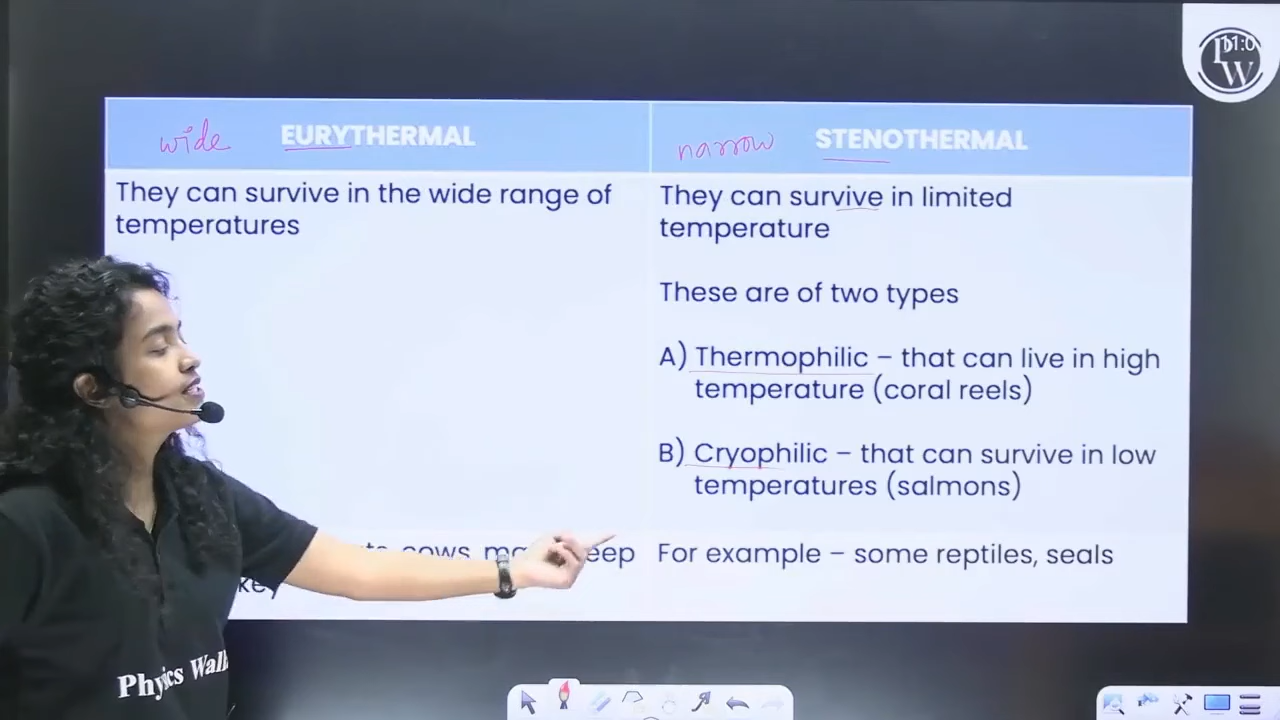 wide EURYTHERMAL
narrow STENOTHERMAL
They can survive in the wide range of
temperatures
They can survive in limited
temperature
These are of two types
A) Thermophilic – that can live in high
temperature (coral reels)
B) Cryophilic – that can survive in low
temperatures (salmons)
cows
For example – some reptiles, seals
Physics
PW